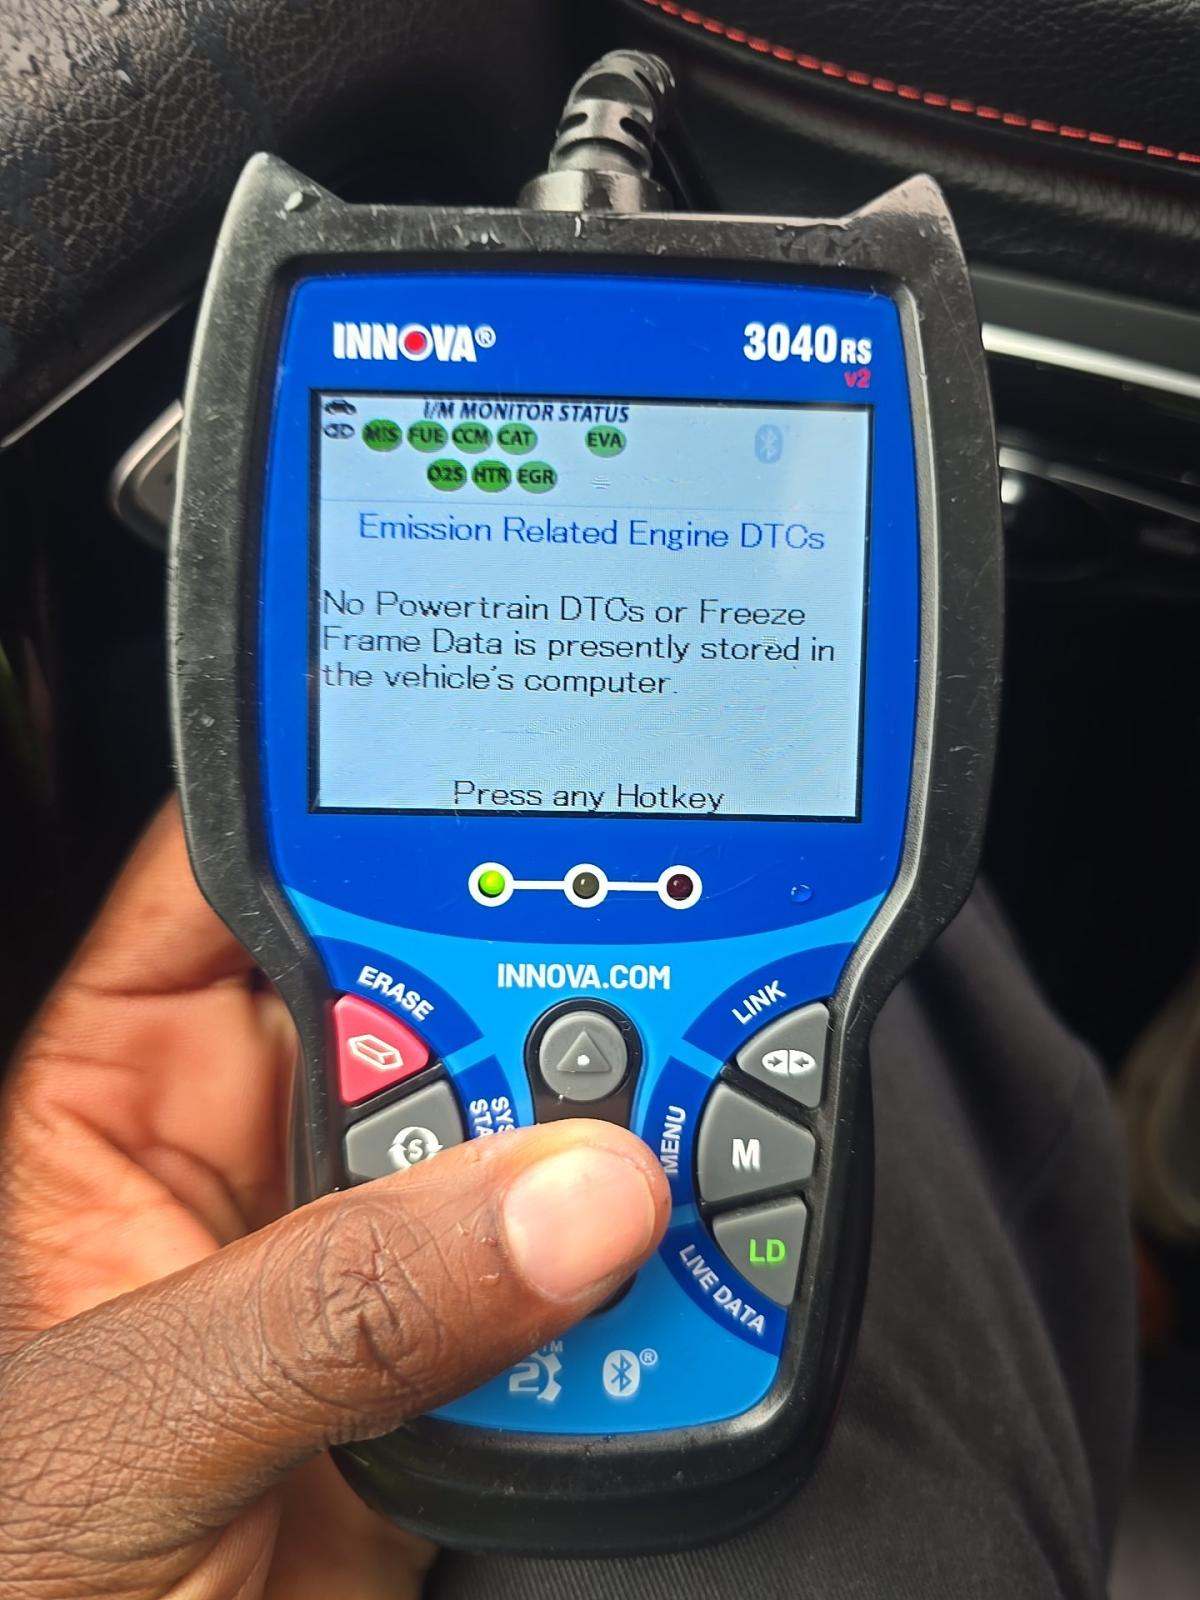 INNOVA®
3040RS
v2
I/M MONITOR STATUS
MIS FUE CCM CAT EVA
O2S HTR EGR
Emission Related Engine DTCs
No Powertrain DTCs or Freeze
Frame Data is presently stored in
the vehicle's computer.
Press any Hotkey
INNOVA.COM
ERASE
LINK
S
MENU
M
LD
LIVE DATA
2
TM
®